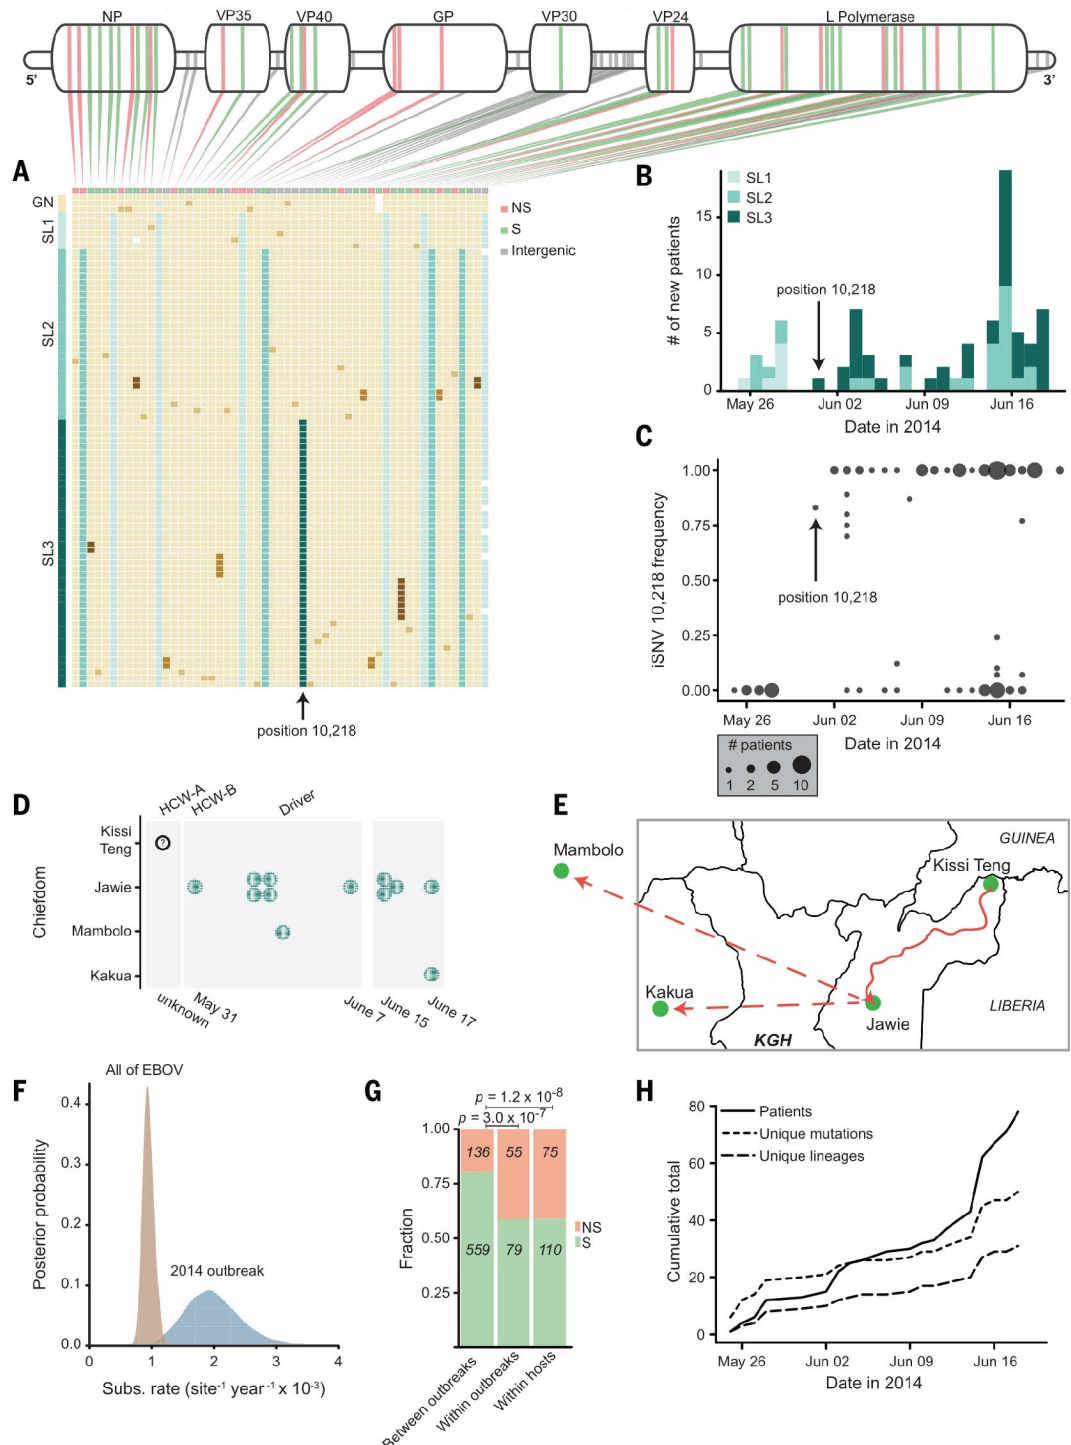 NP VP35 VP40 GP VP30 VP24 L Polymerase
5' 3'
A
GN
SL1
SL2
SL3
NS
S
Intergenic
position 10,218
B
SL1
SL2
SL3
# of new patients
15
10
5
0
position 10,218
May 26 Jun 02 Jun 09 Jun 16
Date in 2014
C
iSNV 10,218 frequency
1.00
0.75
0.50
0.25
0.00
position 10,218
May 26 Jun 02 Jun 09 Jun 16
Date in 2014
# patients
1 2 5 10
D
HCW-A
HCW-B
Driver
Chiefdom
Kissi
Teng
?
Jawie
Mambolo
Kakua
unknown
May 31
June 7
June 15
June 17
E
Mambolo
GUINEA
Kissi Teng
Kakua
LIBERIA
Jawie
KGH
F
All of EBOV
Posterior probability
0.4
0.3
0.2
0.1
0.0
2014 outbreak
0 1 2 3 4
Subs. rate (site⁻¹ year⁻¹ x 10⁻³)
G
p = 1.2 x 10⁻⁸
p = 3.0 x 10⁻⁷
Fraction
1.00
0.75
0.50
0.25
136 55 75
559 79 110
NS
S
Between outbreaks
Within outbreaks
Within hosts
H
Patients
Unique mutations
Unique lineages
Cumulative total
80
60
40
20
0
May 26 Jun 02 Jun 09 Jun 16
Date in 2014